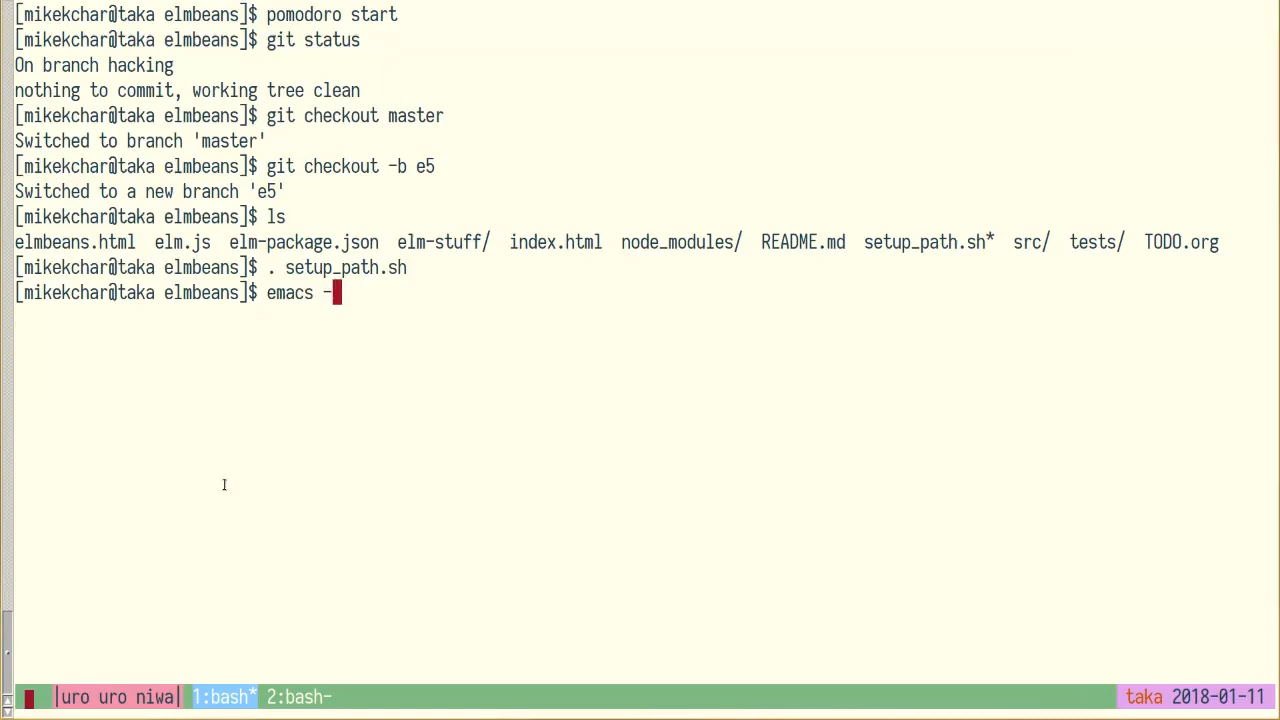 [mikekchar@taka elmbeans]$ pomodoro start
[mikekchar@taka elmbeans]$ git status
On branch hacking
nothing to commit, working tree clean
[mikekchar@taka elmbeans]$ git checkout master
Switched to branch 'master'
[mikekchar@taka elmbeans]$ git checkout -b e5
Switched to a new branch 'e5'
[mikekchar@taka elmbeans]$ ls
elmbeans.html  elm.js  elm-package.json  elm-stuff/  index.html  node_modules/  README.md  setup_path.sh*  src/  tests/  TODO.org
[mikekchar@taka elmbeans]$ . setup_path.sh
[mikekchar@taka elmbeans]$ emacs -
|uro uro niwa| 1:bash* 2:bash- taka 2018-01-11